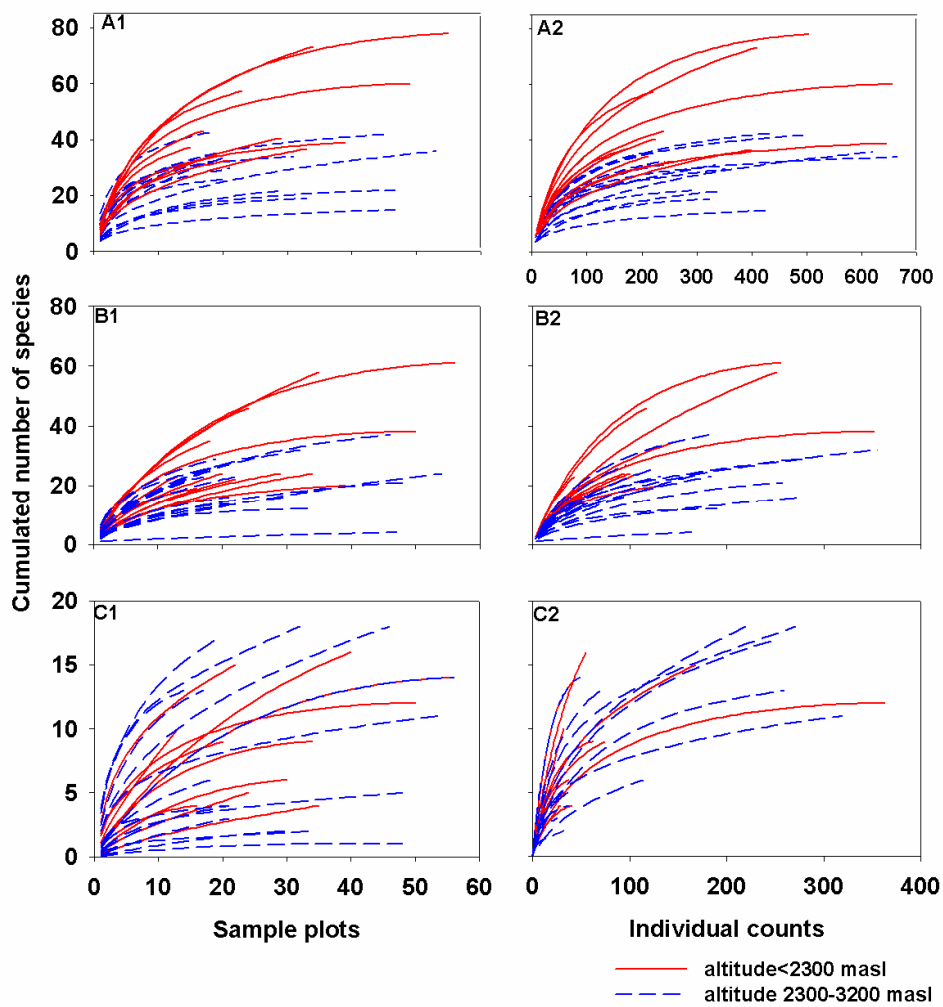 A1
80
60
40
20
0
A2
0 100 200 300 400 500 600 700
Cumulated number of species
B1
80
60
40
20
0
B2
C1
20
15
10
5
0
0 10 20 30 40 50 60
C2
0 100 200 300 400
Sample plots
Individual counts
altitude<2300 masl
altitude 2300-3200 masl